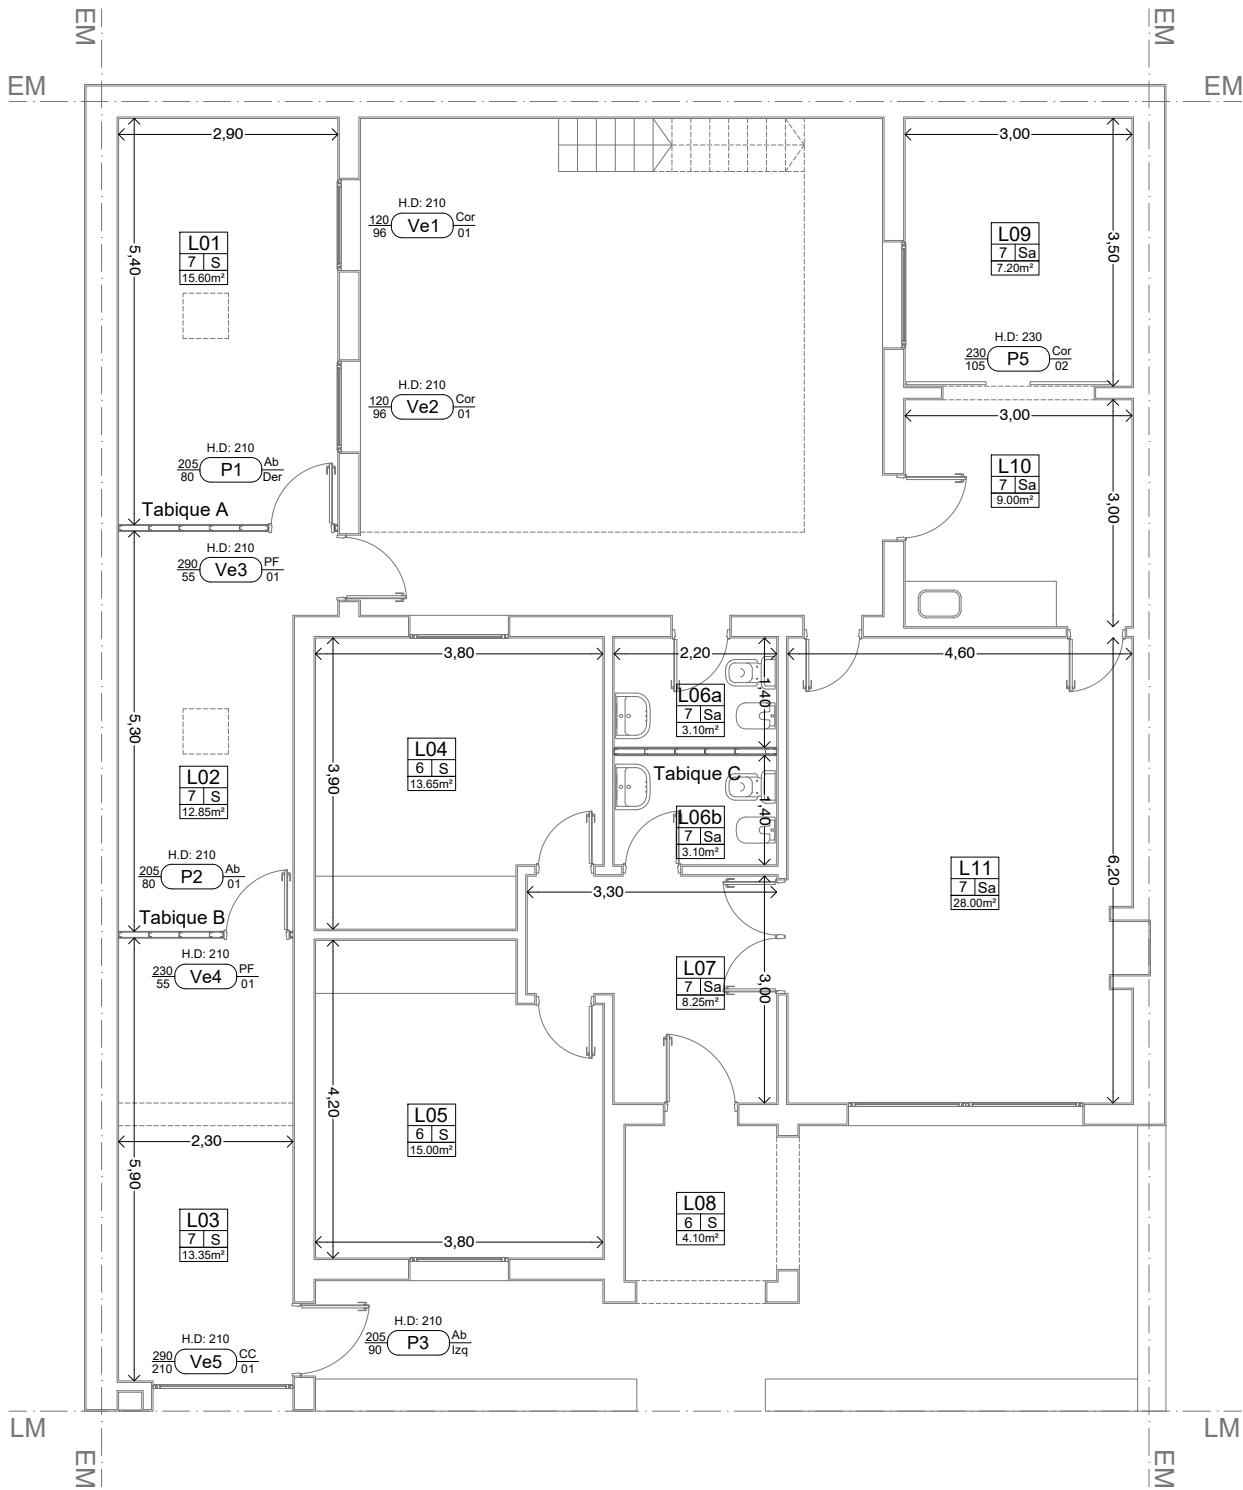 EM
EM
EM
EM
2,90
3,00
5,40
3,50
L01
7 S
15.60m²
H.D: 210
120
96
Ve1
Cor
01
L09
7 Sa
7.20m²
H.D: 230
230
105
P5
Cor
02
H.D: 210
120
96
Ve2
Cor
01
3,00
H.D: 210
205
80
P1
Ab
Der
L10
7 Sa
9.00m²
3,00
Tabique A
H.D: 210
290
55
Ve3
PF
01
3,80
2,20
4,60
5,30
L06a
7 Sa
3.10m²
1,40
L04
6 S
13.65m²
3,90
Tabique C
L02
7 S
12.85m²
L06b
7 Sa
3.10m²
1,40
H.D: 210
205
80
P2
Ab
01
3,30
L11
7 Sa
28.00m²
6,20
Tabique B
H.D: 210
230
55
Ve4
PF
01
L07
7 Sa
8.25m²
3,00
4,20
L05
6 S
15.00m²
2,30
5,90
L03
7 S
13.35m²
L08
6 S
4.10m²
3,80
H.D: 210
205
90
P3
Ab
Izq
H.D: 210
290
210
Ve5
CC
01
LM
LM
EM
EM